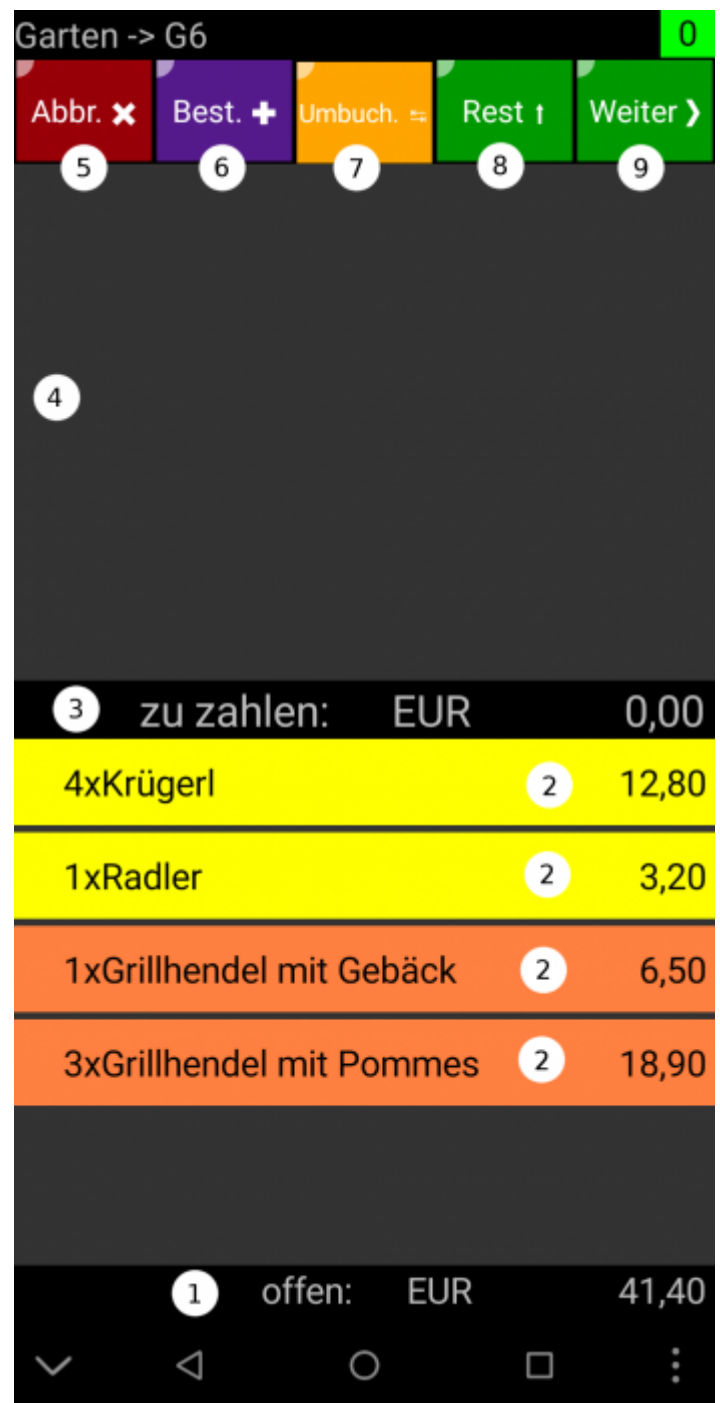 Garten -> G6 0
Abbr. ✖ Best. ✚ Umbuch. ⇆ Rest ↑ Weiter ❯
5 6 7 8 9
4
3 zu zahlen: EUR 0,00
4xKrügerl 2 12,80
1xRadler 2 3,20
1xGrillhendel mit Gebäck 2 6,50
3xGrillhendel mit Pommes 2 18,90
1 offen: EUR 41,40